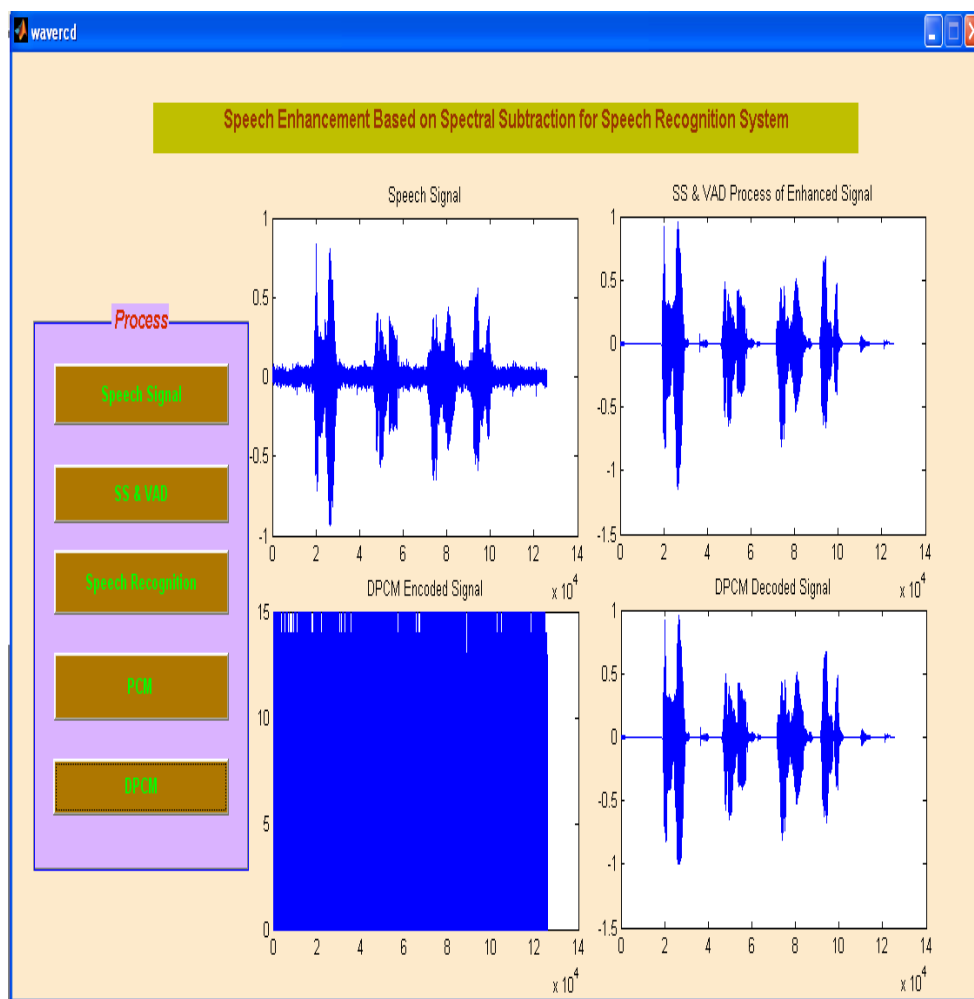 wavercd
Speech Enhancement Based on Spectral Subtraction for Speech Recognition System
Process
Speech Signal
SS & VAD
Speech Recognition
PCM
DPCM
Speech Signal
1
0.5
0
-0.5
-1
0 2 4 6 8 10 12 14
x 10^4
SS & VAD Process of Enhanced Signal
1
0.5
0
-0.5
-1
-1.5
0 2 4 6 8 10 12 14
x 10^4
DPCM Encoded Signal
15
10
5
0
0 2 4 6 8 10 12 14
x 10^4
DPCM Decoded Signal
1
0.5
0
-0.5
-1
-1.5
0 2 4 6 8 10 12 14
x 10^4